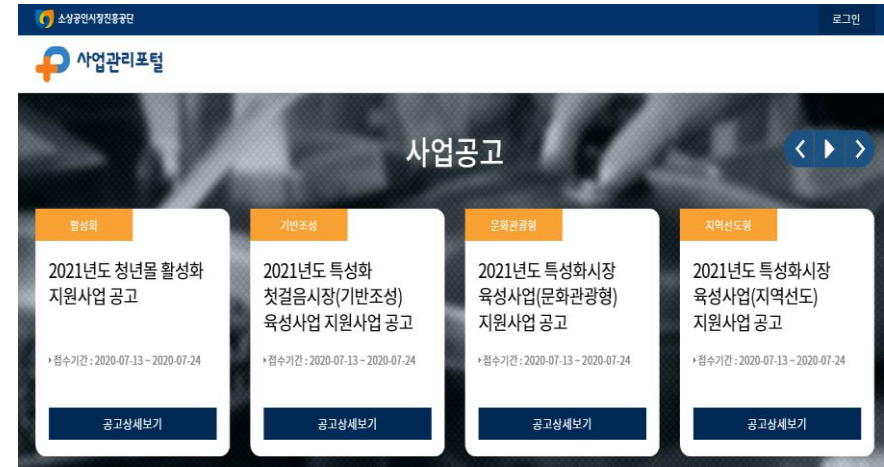 소상공인시장진흥공단
로그인
사업관리포털
사업공고
활성화
2021년도 청년몰 활성화
지원사업 공고
접수기간 : 2020-07-13 ~ 2020-07-24
공고상세보기
기반조성
2021년도 특성화
첫걸음시장(기반조성)
육성사업 지원사업 공고
접수기간 : 2020-07-13 ~ 2020-07-24
공고상세보기
문화관광형
2021년도 특성화시장
육성사업(문화관광형)
지원사업 공고
접수기간 : 2020-07-13 ~ 2020-07-24
공고상세보기
지역선도형
2021년도 특성화시장
육성사업(지역선도)
지원사업 공고
접수기간 : 2020-07-13 ~ 2020-07-24
공고상세보기